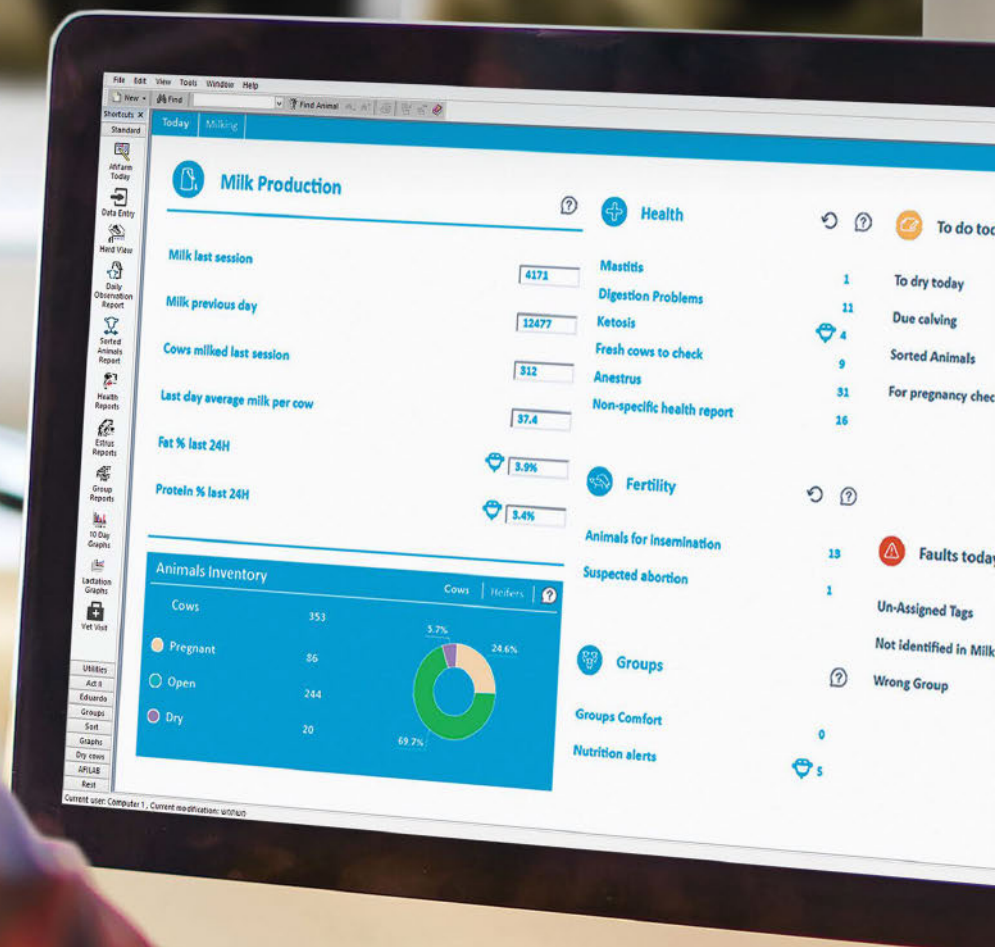 File Edit View Tools Window Help
New Find Find Animal
Shortcuts X
Standard
Afifarm Today
Data Entry
Herd View
Daily Observation Report
Sorted Animals Report
Health Reports
Estrus Reports
Group Reports
10 Day Graphs
Lactation Graphs
Vet Visit
Utilities
Act II
Eduardo
Groups
Sort
Graphs
Dry cows
AFILAB
Rest
Today Milking
Milk Production
Milk last session 4171
Milk previous day 12477
Cows milked last session 312
Last day average milk per cow 37.4
Fat % last 24H 3.9%
Protein % last 24H 3.4%
Animals Inventory Cows Heifers
Cows 353
Pregnant 86
Open 244
Dry 20
5.7%
24.6%
69.7%
Health
Mastitis 1
Digestion Problems 11
Ketosis 4
Fresh cows to check 9
Anestrus 31
Non-specific health report 16
Fertility
Animals for insemination 13
Suspected abortion 1
Groups
Groups Comfort 0
Nutrition alerts 5
To do tod
To dry today
Due calving
Sorted Animals
For pregnancy chec
Faults today
Un-Assigned Tags
Not identified in Milk
Wrong Group
Current user: Computer 1, Current modification: משתמש